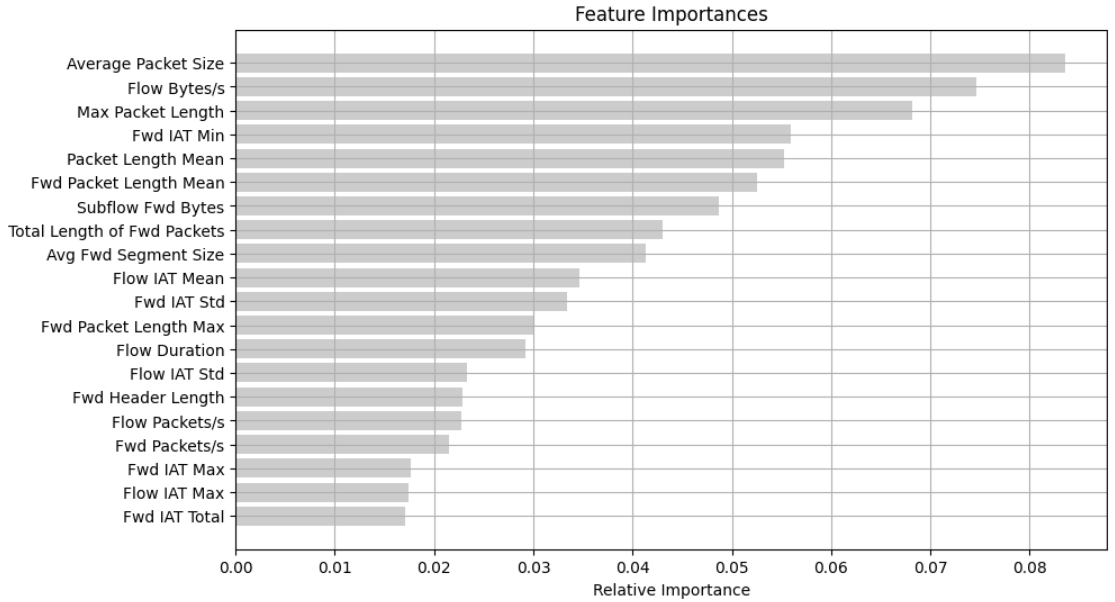 Feature Importances
Average Packet Size
Flow Bytes/s
Max Packet Length
Fwd IAT Min
Packet Length Mean
Fwd Packet Length Mean
Subflow Fwd Bytes
Total Length of Fwd Packets
Avg Fwd Segment Size
Flow IAT Mean
Fwd IAT Std
Fwd Packet Length Max
Flow Duration
Flow IAT Std
Fwd Header Length
Flow Packets/s
Fwd Packets/s
Fwd IAT Max
Flow IAT Max
Fwd IAT Total
0.00 0.01 0.02 0.03 0.04 0.05 0.06 0.07 0.08
Relative Importance